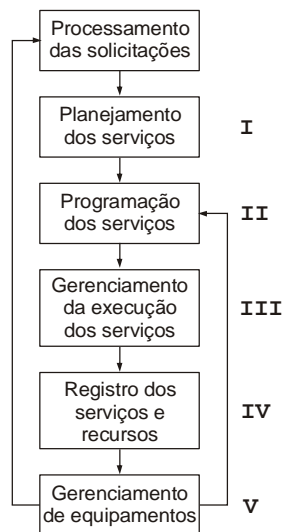 Processamento
das solicitações
Planejamento
dos serviços
I
Programação
dos serviços
II
Gerenciamento
da execução
dos serviços
III
Registro dos
serviços e
recursos
IV
Gerenciamento
de equipamentos
V